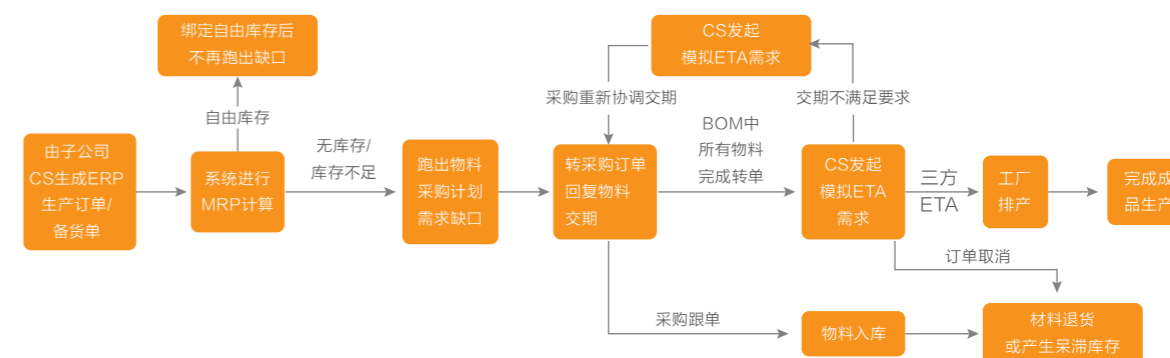 绑定自由库存后
不再跑出缺口
CS发起
模拟ETA需求
自由库存
采购重新协调交期
交期不满足要求
由子公司
CS生成ERP
生产订单/
备货单
系统进行
MRP计算
无库存/
库存不足
跑出物料
采购计划
需求缺口
转采购订单
回复物料
交期
BOM中
所有物料
完成转单
CS发起
模拟ETA
需求
三方
ETA
工厂
排产
完成成
品生产
订单取消
采购跟单
物料入库
材料退货
或产生呆滞库存